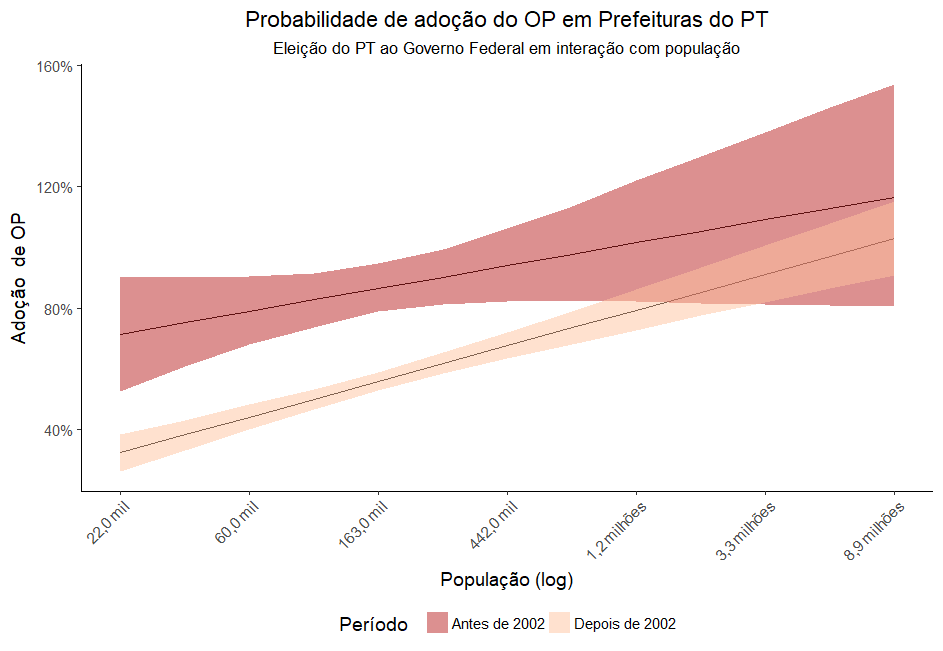 Probabilidade de adoção do OP em Prefeituras do PT
Eleição do PT ao Governo Federal em interação com população
160%
120%
80%
40%
Adoção de OP
22,0 mil
60,0 mil
163,0 mil
442,0 mil
1,2 milhões
3,3 milhões
8,9 milhões
População (log)
Período
Antes de 2002
Depois de 2002